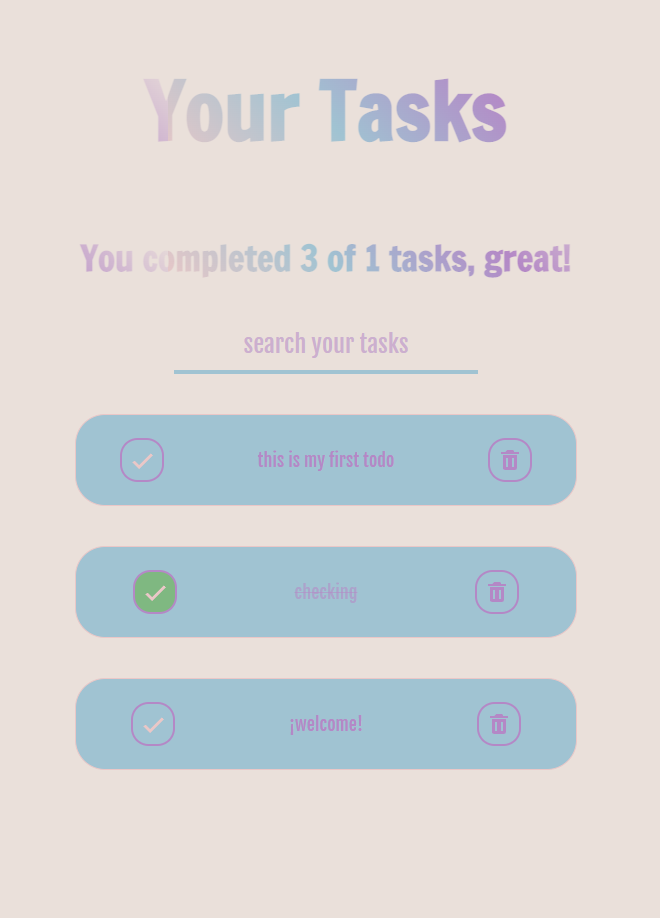 Your Tasks
You completed 3 of 1 tasks, great!
search your tasks
this is my first todo
checking
¡welcome!